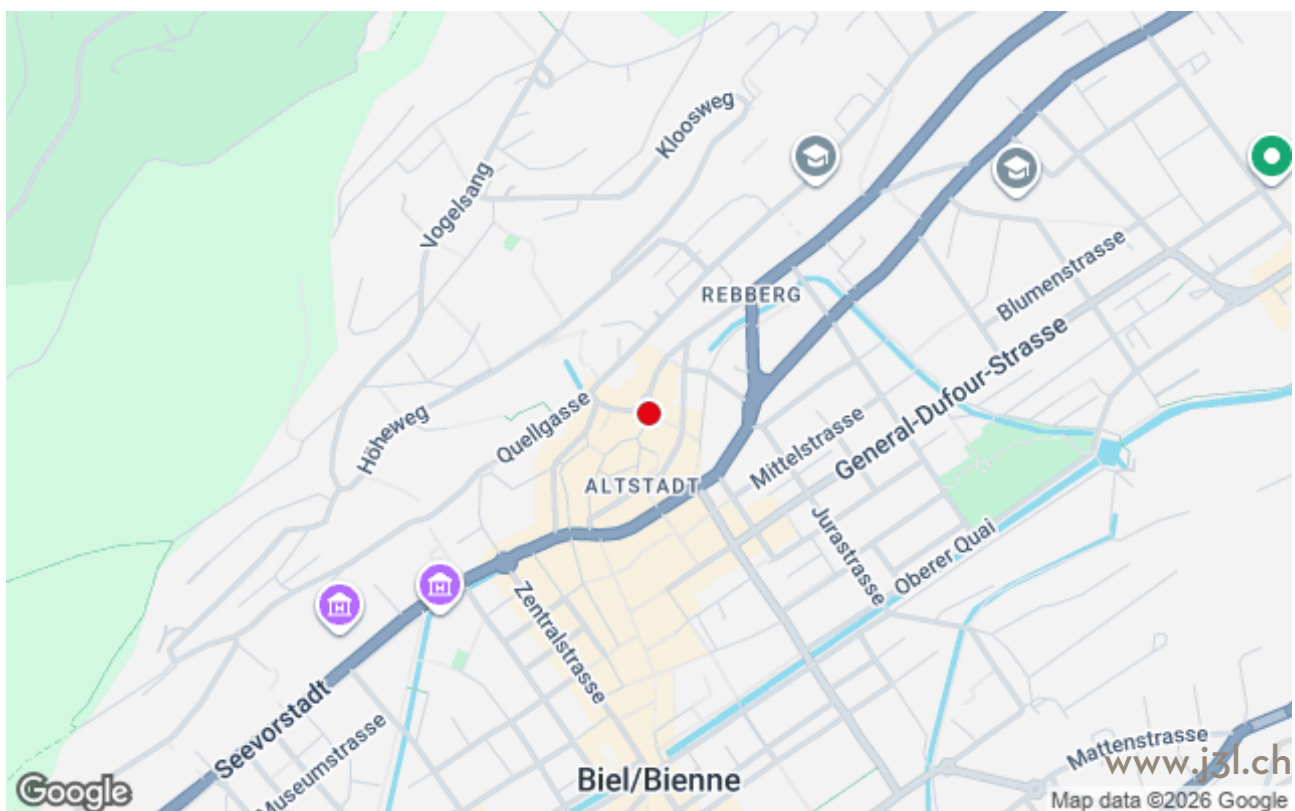 Kloosweg
Vogelsang
REBBERG
Blumenstrasse
General-Dufour-Strasse
Höheweg
Quellgasse
Mittelstrasse
ALTSTADT
Jurastrasse
Oberer Quai
Zentralstrasse
Seevorstadt
Museumstrasse
Mattenstrasse
www.j3l.ch
Biel/Bienne
Google
Map data ©2026 Google